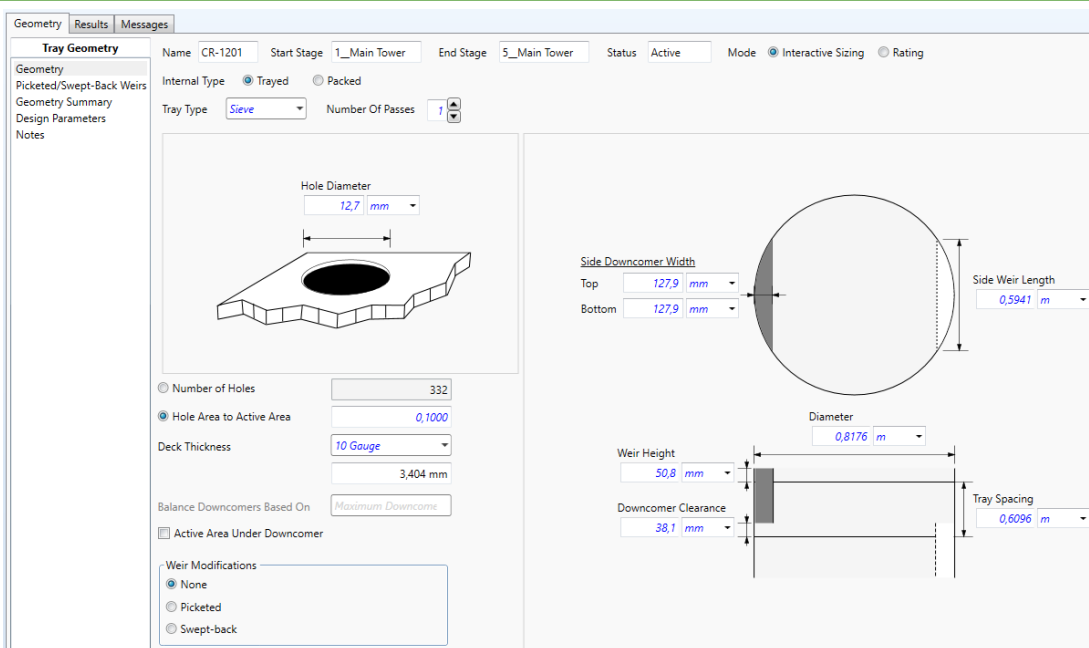 Geometry Results Messages
Tray Geometry
Geometry
Picketed/Swept-Back Weirs
Geometry Summary
Design Parameters
Notes
Name CR-1201 Start Stage 1__Main Tower End Stage 5__Main Tower Status Active Mode Interactive Sizing Rating
Internal Type Trayed Packed
Tray Type Sieve Number Of Passes 1
Hole Diameter
12,7 mm
Side Downcomer Width
Top 127,9 mm
Bottom 127,9 mm
Side Weir Length
0,5941 m
Number of Holes 332
Hole Area to Active Area 0,1000
Deck Thickness 10 Gauge
3,404 mm
Balance Downcomers Based On Maximum Downcome
Active Area Under Downcomer
Weir Modifications
None
Picketed
Swept-back
Diameter
0,8176 m
Weir Height
50,8 mm
Downcomer Clearance
38,1 mm
Tray Spacing
0,6096 m